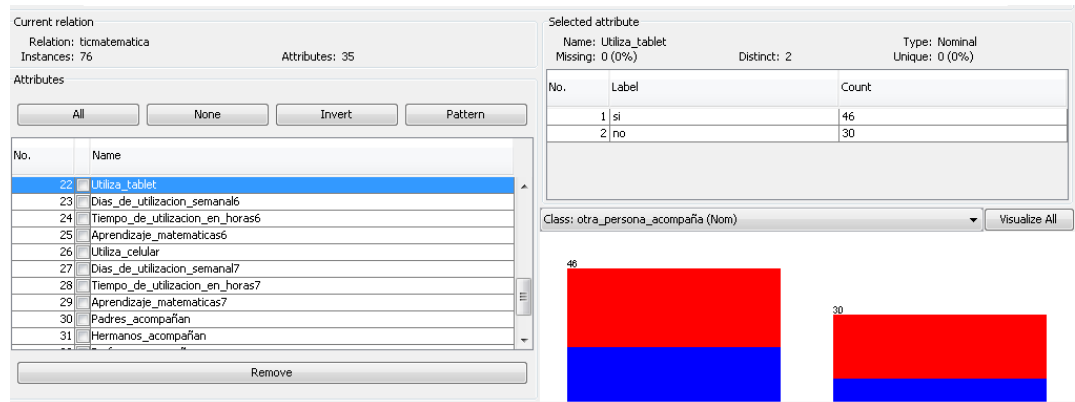 Current relation
Relation: ticmatematica
Instances: 76 Attributes: 35
Attributes
All None Invert Pattern
No. Name
22 Utiliza_tablet
23 Dias_de_utilizacion_semanal6
24 Tiempo_de_utilizacion_en_horas6
25 Aprendizaje_matematicas6
26 Utiliza_celular
27 Dias_de_utilizacion_semanal7
28 Tiempo_de_utilizacion_en_horas7
29 Aprendizaje_matematicas7
30 Padres_acompañan
31 Hermanos_acompañan
Remove
Selected attribute
Name: Utiliza_tablet Type: Nominal
Missing: 0 (0%) Distinct: 2 Unique: 0 (0%)
No. Label Count
1 si 46
2 no 30
Class: otra_persona_acompaña (Nom) Visualize All
46
30